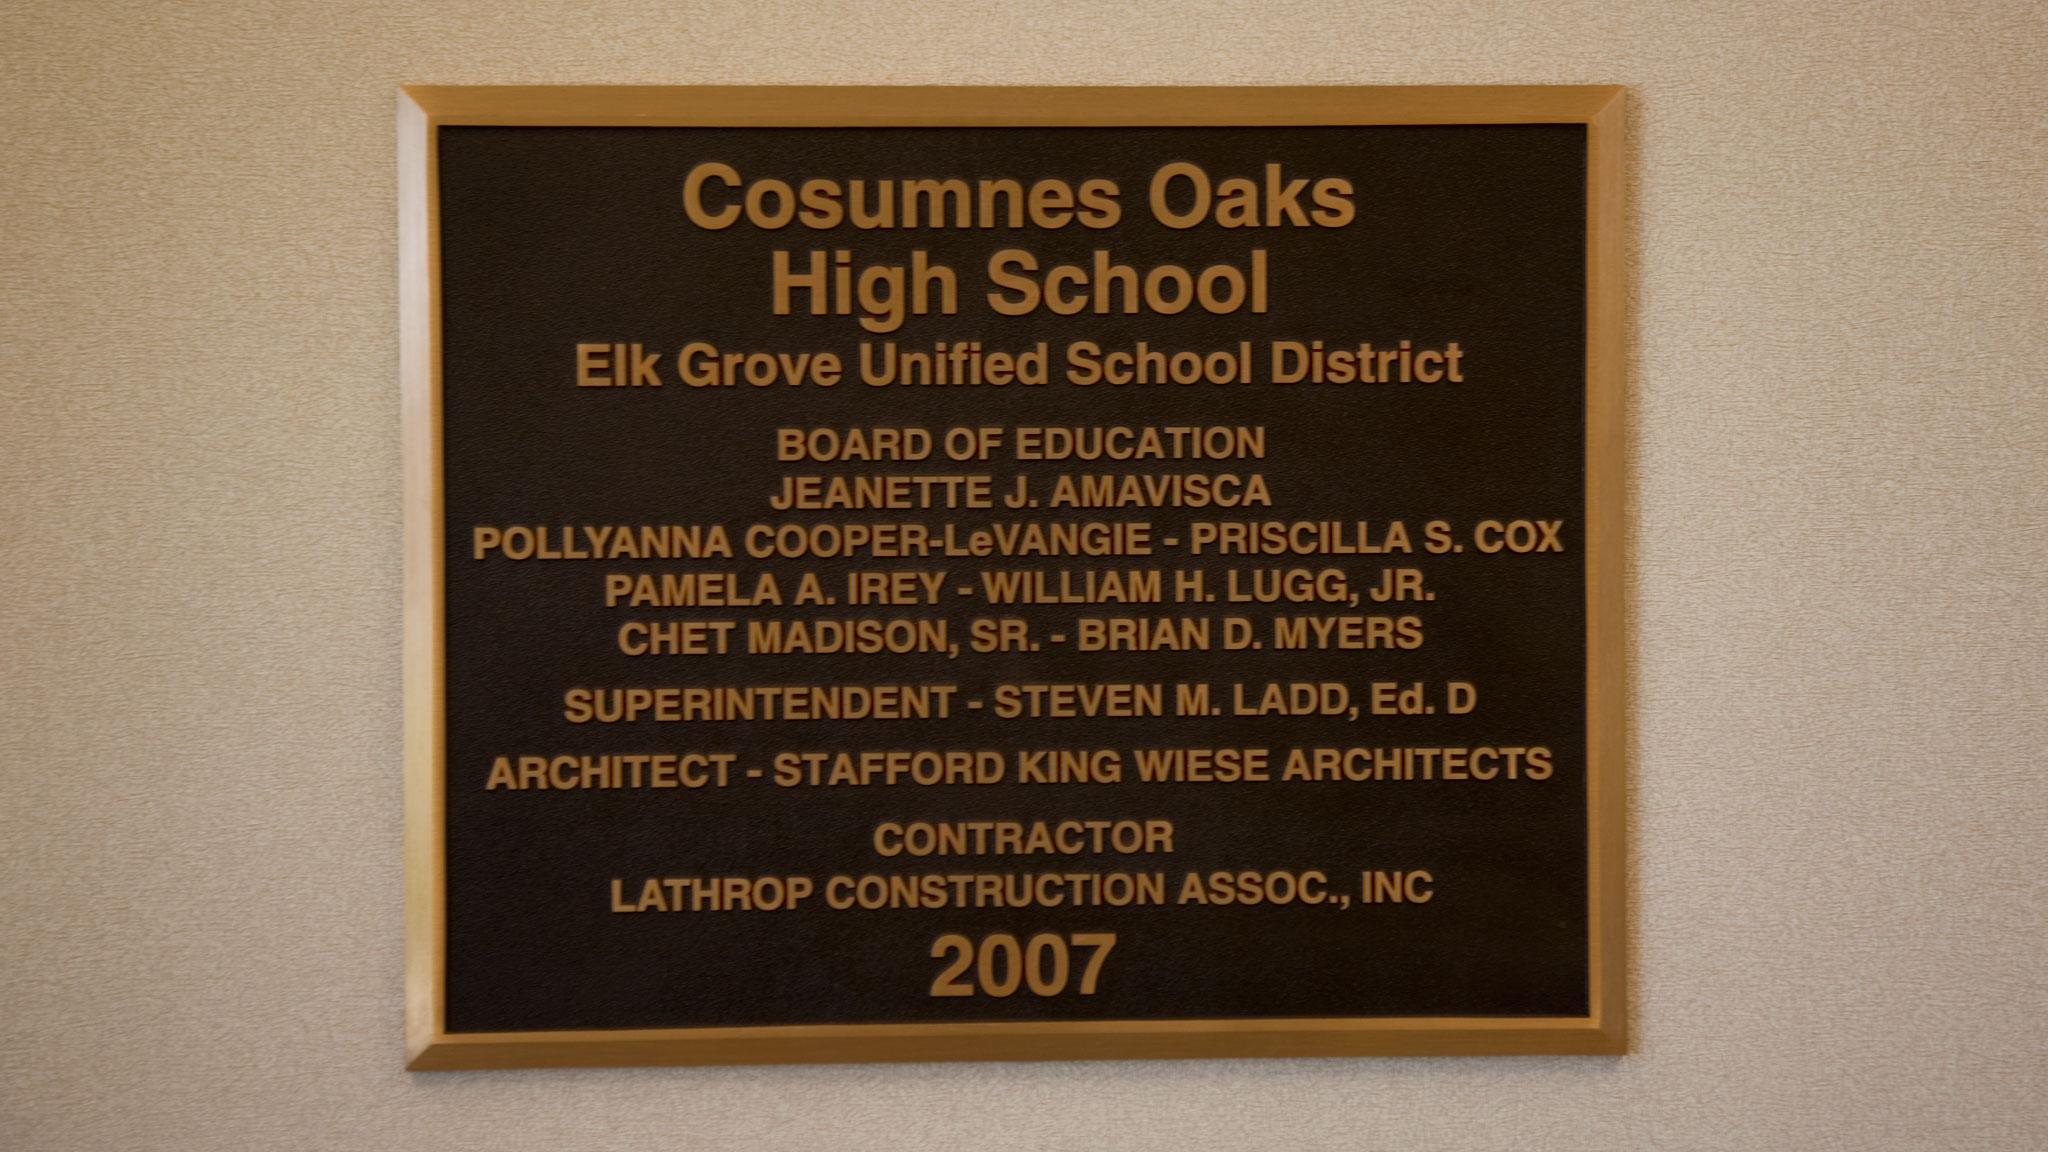 Cosumnes Oaks
High School
Elk Grove Unified School District
BOARD OF EDUCATION
JEANETTE J. AMAVISCA
POLLYANNA COOPER-LeVANGIE - PRISCILLA S. COX
PAMELA A. IREY - WILLIAM H. LUGG, JR.
CHET MADISON, SR. - BRIAN D. MYERS
SUPERINTENDENT - STEVEN M. LADD, Ed. D
ARCHITECT - STAFFORD KING WIESE ARCHITECTS
CONTRACTOR
LATHROP CONSTRUCTION ASSOC., INC
2007